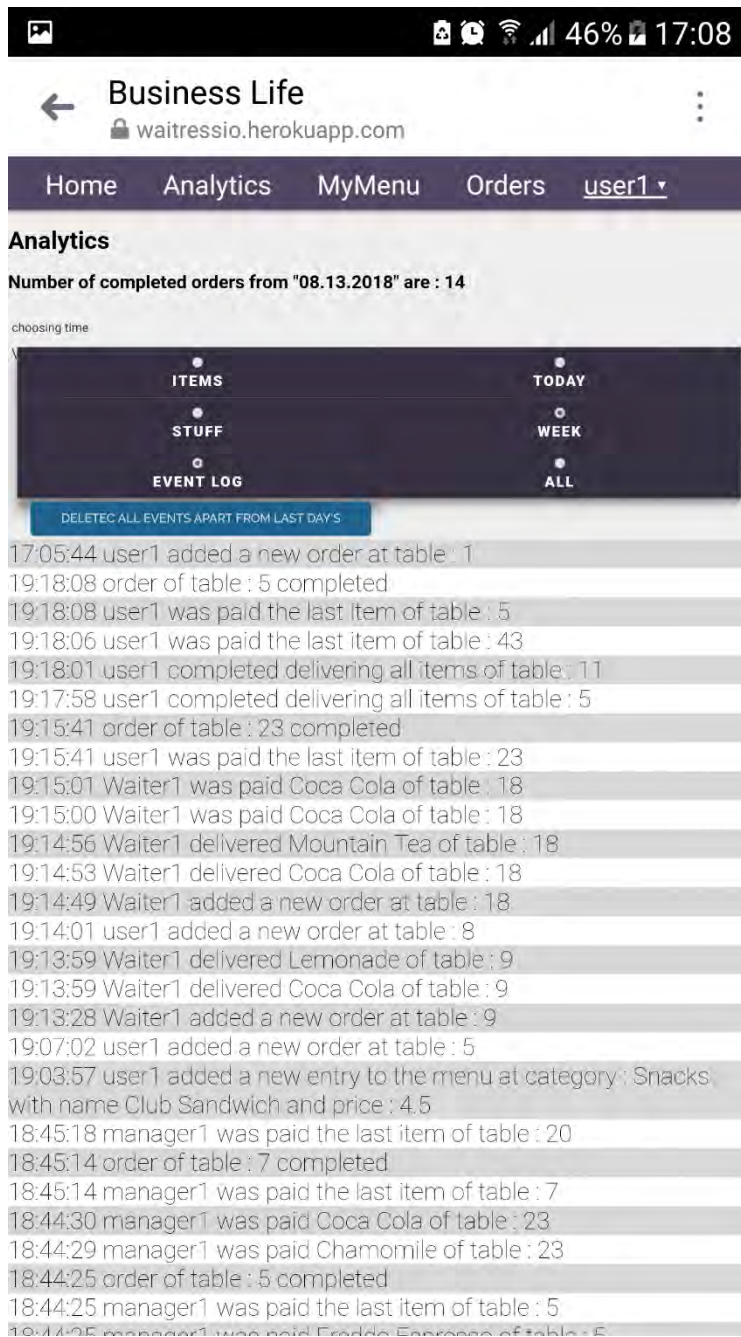 46% 17:08
Business Life
waitressio.herokuapp.com
Home Analytics MyMenu Orders user1
Analytics
Number of completed orders from "08.13.2018" are : 14
choosing time
ITEMS TODAY
STUFF WEEK
EVENT LOG ALL
DELETEC ALL EVENTS APART FROM LAST DAY'S
17:05:44 user1 added a new order at table : 1
19:18:08 order of table : 5 completed
19:18:08 user1 was paid the last item of table : 5
19:18:06 user1 was paid the last item of table : 43
19:18:01 user1 completed delivering all items of table : 11
19:17:58 user1 completed delivering all items of table : 5
19:15:41 order of table : 23 completed
19:15:41 user1 was paid the last item of table : 23
19:15:01 Waiter1 was paid Coca Cola of table : 18
19:15:00 Waiter1 was paid Coca Cola of table : 18
19:14:56 Waiter1 delivered Mountain Tea of table : 18
19:14:53 Waiter1 delivered Coca Cola of table : 18
19:14:49 Waiter1 added a new order at table : 18
19:14:01 user1 added a new order at table : 8
19:13:59 Waiter1 delivered Lemonade of table : 9
19:13:59 Waiter1 delivered Coca Cola of table : 9
19:13:28 Waiter1 added a new order at table : 9
19:07:02 user1 added a new order at table : 5
19:03:57 user1 added a new entry to the menu at category : Snacks
with name Club Sandwich and price : 4.5
18:45:18 manager1 was paid the last item of table : 20
18:45:14 order of table : 7 completed
18:45:14 manager1 was paid the last item of table : 7
18:44:30 manager1 was paid Coca Cola of table : 23
18:44:29 manager1 was paid Chamomile of table : 23
18:44:25 order of table : 5 completed
18:44:25 manager1 was paid the last item of table : 5
18:44:25 manager1 was paid Freddo Espresso of table : 5